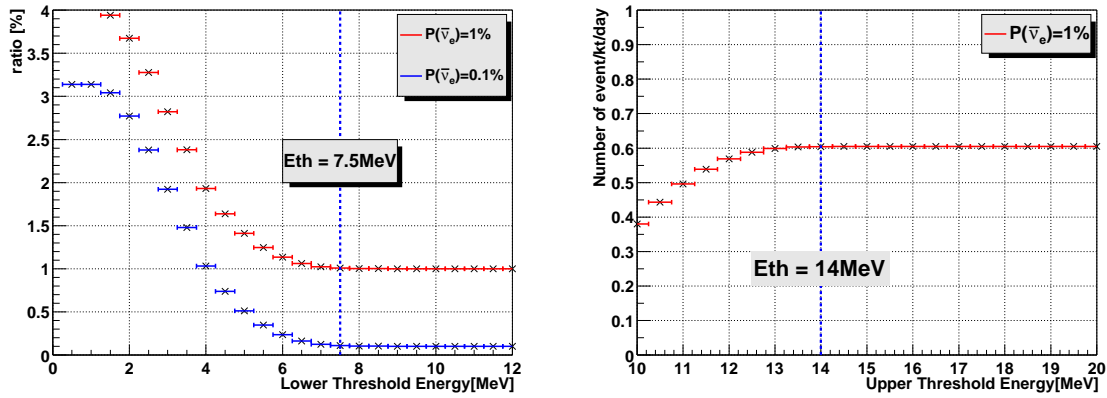 ratio [%]
4
3.5
3
2.5
2
1.5
1
0.5
0
P(ν̅ₑ)=1%
P(ν̅ₑ)=0.1%
Eth = 7.5MeV
0 2 4 6 8 10 12
Lower Threshold Energy[MeV]
Number of event/kt/day
1
0.9
0.8
0.7
0.6
0.5
0.4
0.3
0.2
0.1
0
P(ν̅ₑ)=1%
Eth = 14MeV
10 11 12 13 14 15 16 17 18 19 20
Upper Threshold Energy[MeV]